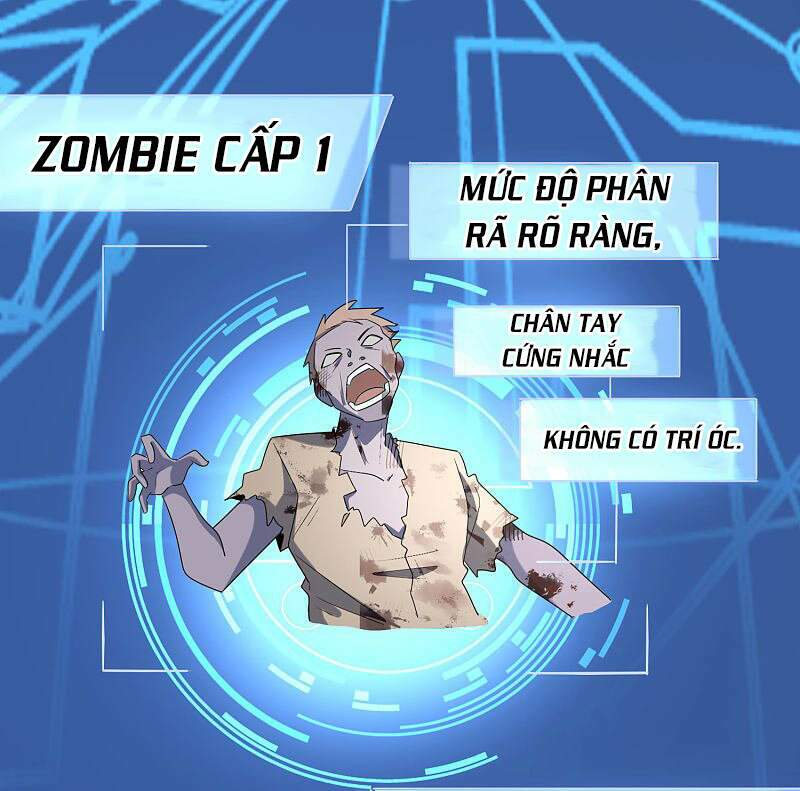 ZOMBIE CẤP 1
MỨC ĐỘ PHÂN
RÃ RÕ RÀNG,
CHÂN TAY
CỨNG NHẮC
KHÔNG CÓ TRÍ ÓC.